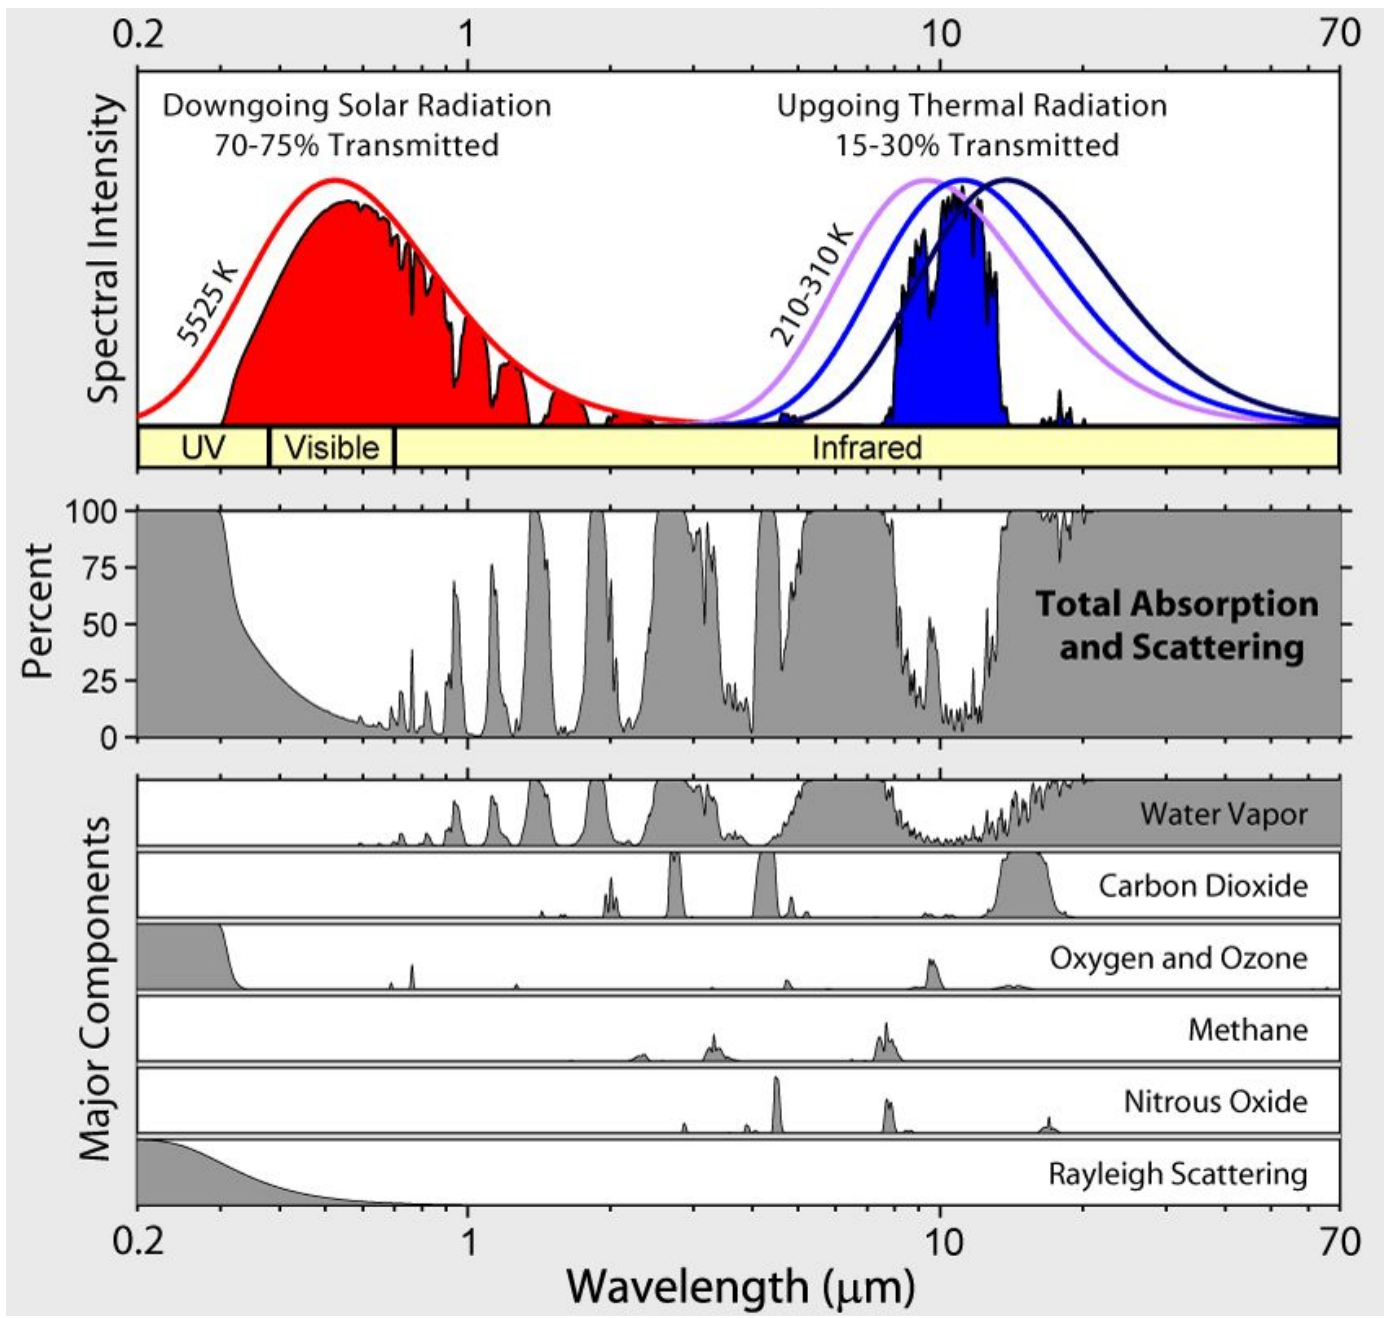 0.2 1 10 70
Spectral Intensity
Downgoing Solar Radiation
70-75% Transmitted
Upgoing Thermal Radiation
15-30% Transmitted
5525 K
210-310 K
UV Visible Infrared
Percent
100
75
50
25
0
Total Absorption
and Scattering
Major Components
Water Vapor
Carbon Dioxide
Oxygen and Ozone
Methane
Nitrous Oxide
Rayleigh Scattering
0.2 1 10 70
Wavelength (μm)